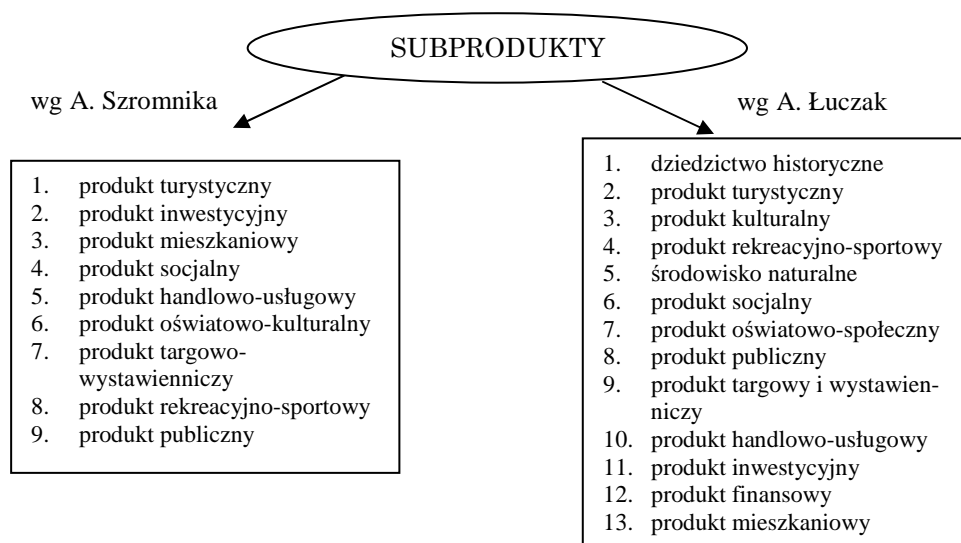 SUBPRODUKTY
wg A. Szromnika
1. produkt turystyczny
2. produkt inwestycyjny
3. produkt mieszkaniowy
4. produkt socjalny
5. produkt handlowo-usługowy
6. produkt oświatowo-kulturalny
7. produkt targowo-
wystawienniczy
8. produkt rekreacyjno-sportowy
9. produkt publiczny
wg A. Łuczak
1. dziedzictwo historyczne
2. produkt turystyczny
3. produkt kulturalny
4. produkt rekreacyjno-sportowy
5. środowisko naturalne
6. produkt socjalny
7. produkt oświatowo-społeczny
8. produkt publiczny
9. produkt targowy i wystawien-
niczy
10. produkt handlowo-usługowy
11. produkt inwestycyjny
12. produkt finansowy
13. produkt mieszkaniowy